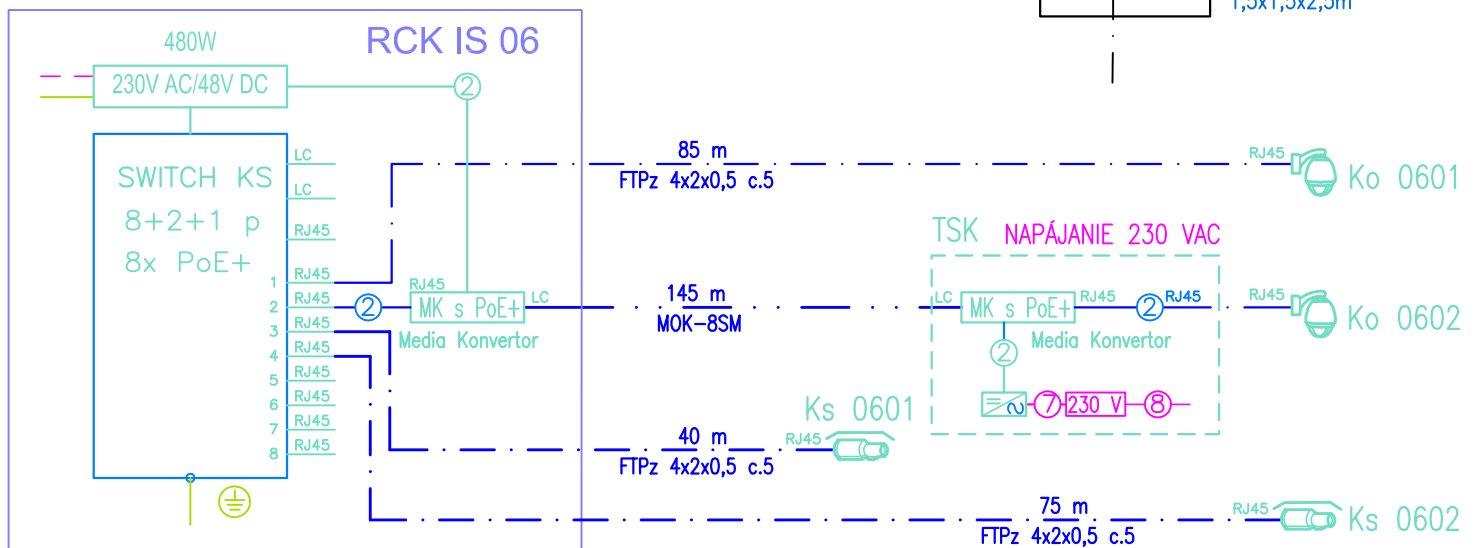 1,5x1,5x2,5m
RCK IS 06
480W
230V AC/48V DC
2
SWITCH KS
8+2+1 p
8x PoE+
LC
LC
RJ45
1 RJ45
2 RJ45
3 RJ45
4 RJ45
5 RJ45
6 RJ45
7 RJ45
8 RJ45
2
RJ45
MK s PoE+
LC
Media Konvertor
85 m
FTPz 4x2x0,5 c.5
RJ45
Ko 0601
145 m
MOK-8SM
TSK
NAPÁJANIE 230 VAC
LC
MK s PoE+
RJ45
2
RJ45
Media Konvertor
2
7
230 V
8
RJ45
Ko 0602
40 m
FTPz 4x2x0,5 c.5
Ks 0601
RJ45
75 m
FTPz 4x2x0,5 c.5
RJ45
Ks 0602